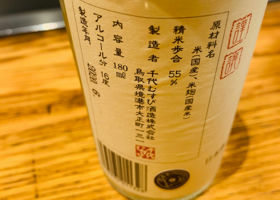 原材料名
米(国産)、米麹(国産米)
精米歩合 55%
製造者 千代むすび酒造株式会社
鳥取県境港市大正町一三一
内容量 180ml
アルコール分 16度
製造年月